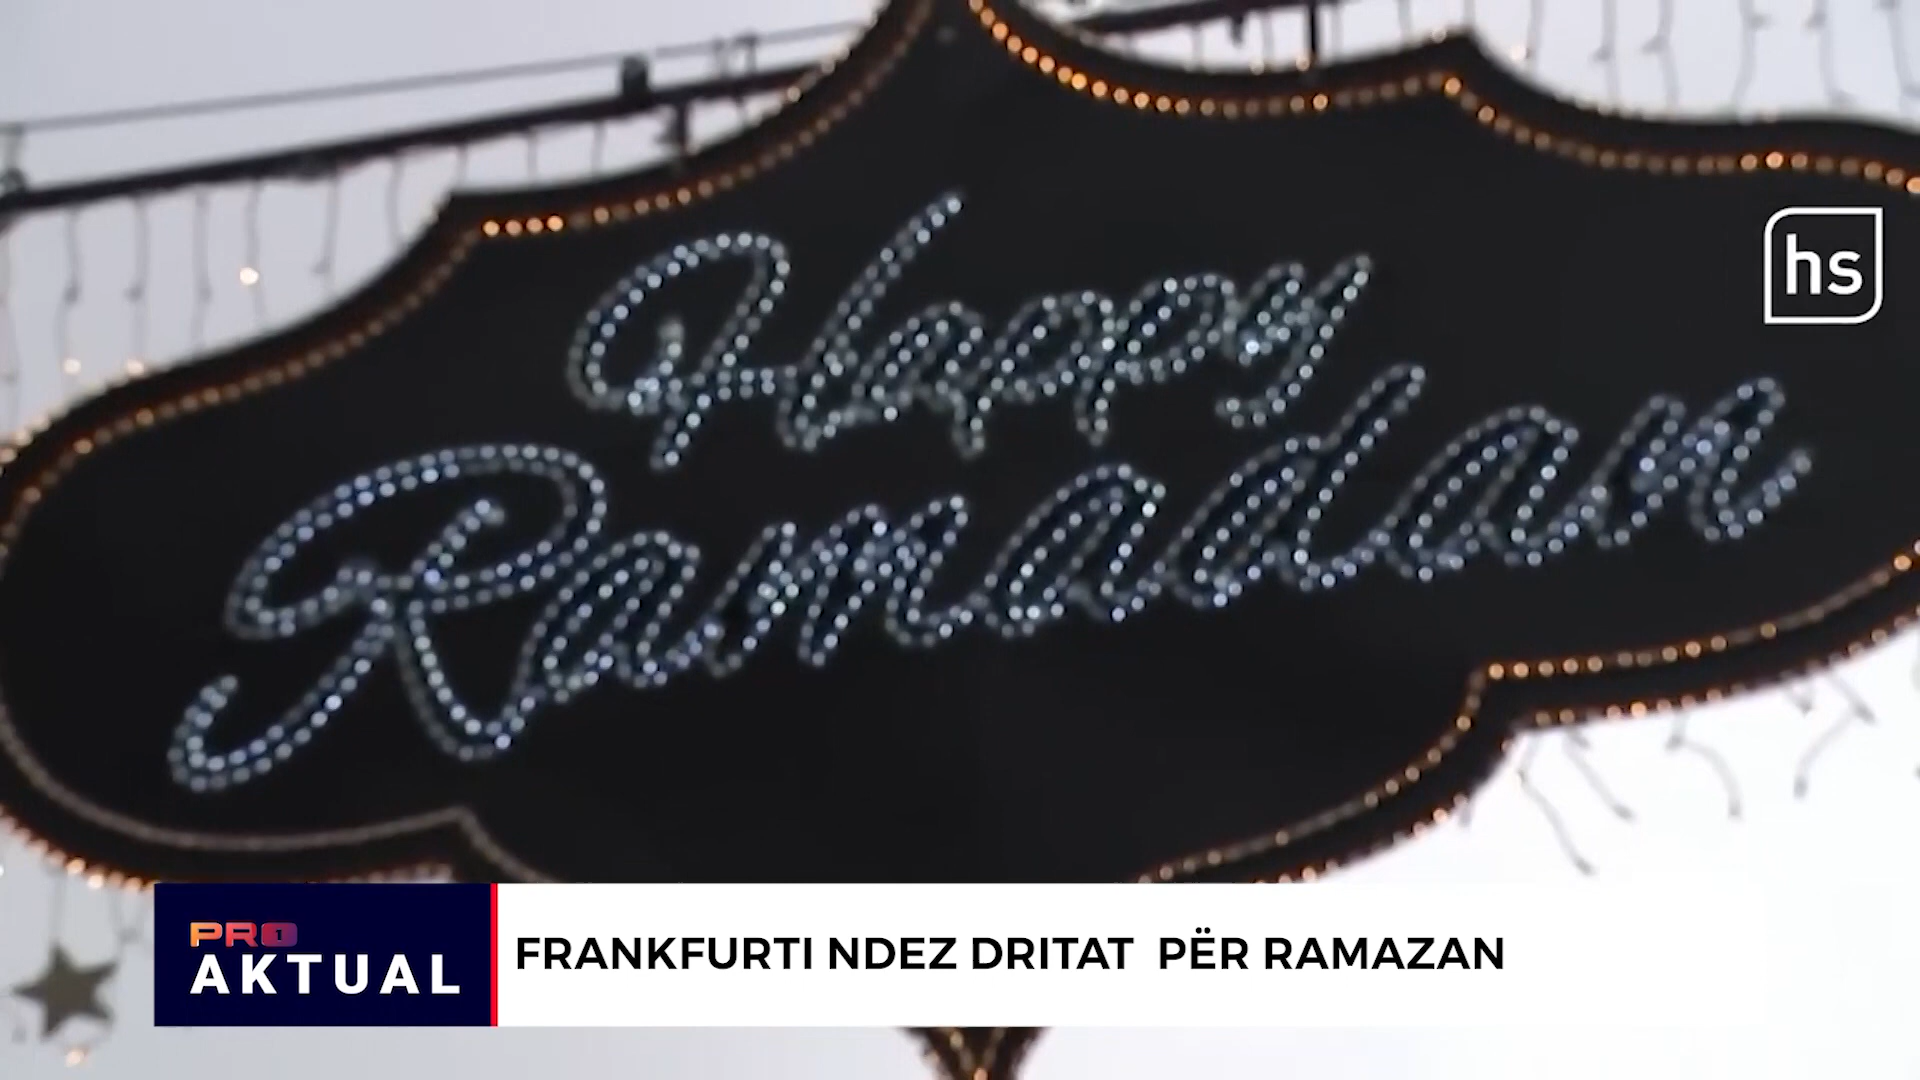 Happy
Ramadan
hs
PRO1
AKTUAL
FRANKFURTI NDEZ DRITAT PËR RAMAZAN